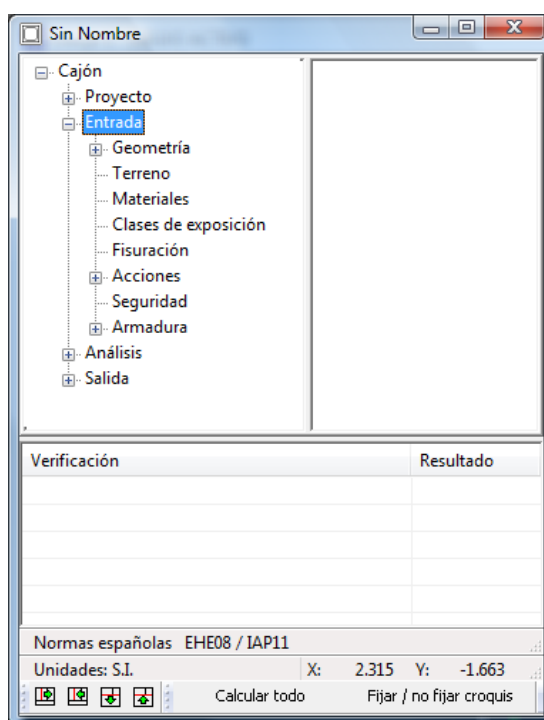 Sin Nombre
Cajón
Proyecto
Entrada
Geometría
Terreno
Materiales
Clases de exposición
Fisuración
Acciones
Seguridad
Armadura
Análisis
Salida
Verificación Resultado
Normas españolas EHE08 / IAP11
Unidades: S.I. X: 2.315 Y: -1.663
Calcular todo Fijar / no fijar croquis